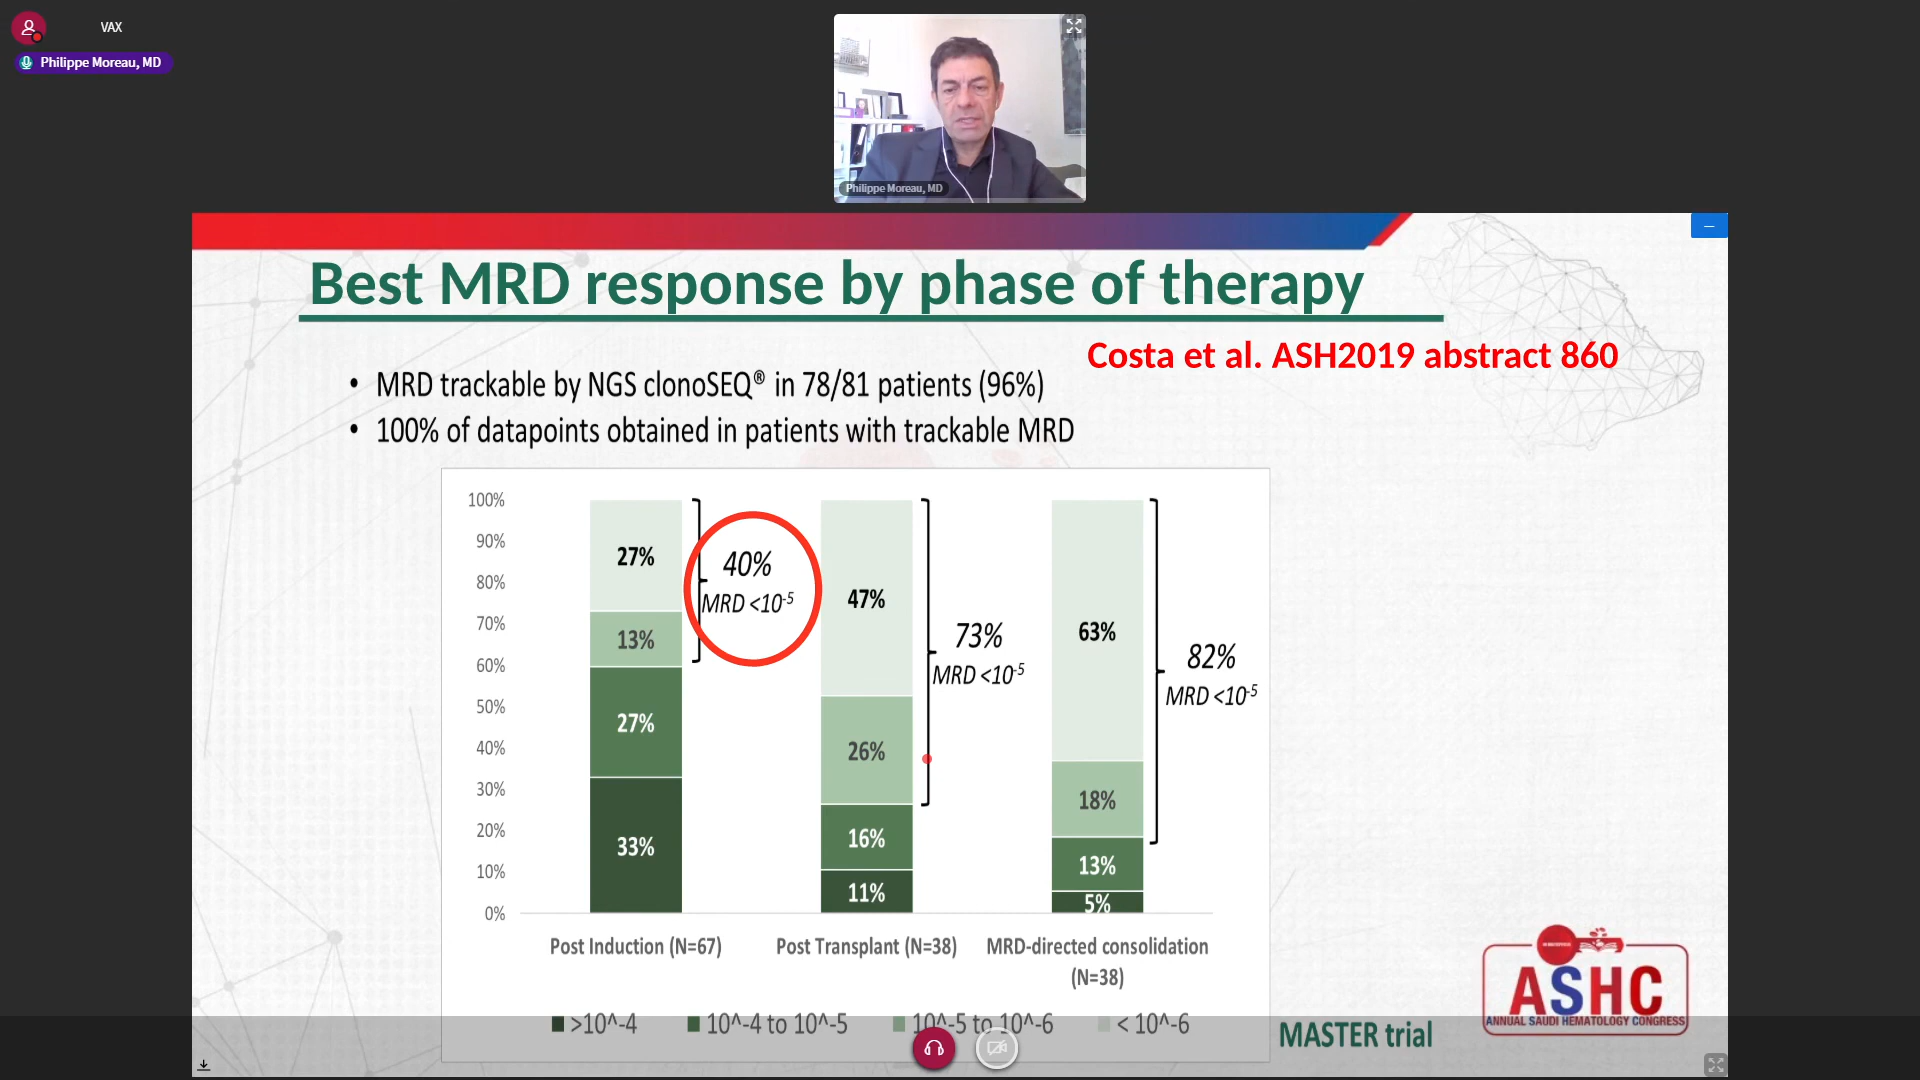 VAX
Philippe Moreau, MD
Philippe Moreau, MD
Best MRD response by phase of therapy
Costa et al. ASH2019 abstract 860
• MRD trackable by NGS clonoSEQ® in 78/81 patients (96%)
• 100% of datapoints obtained in patients with trackable MRD
100%
90%
80%
70%
60%
50%
40%
30%
20%
10%
0%
27%
13%
27%
33%
40%
MRD <10-5
47%
26%
16%
11%
73%
MRD <10-5
63%
18%
13%
5%
82%
MRD <10-5
Post Induction (N=67)
Post Transplant (N=38)
MRD-directed consolidation
(N=38)
>10^-4
10^-4 to 10^-5
10^-5 to 10^-6
< 10^-6
MASTER trial
ASHC
ANNUAL SAUDI HEMATOLOGY CONGRESS